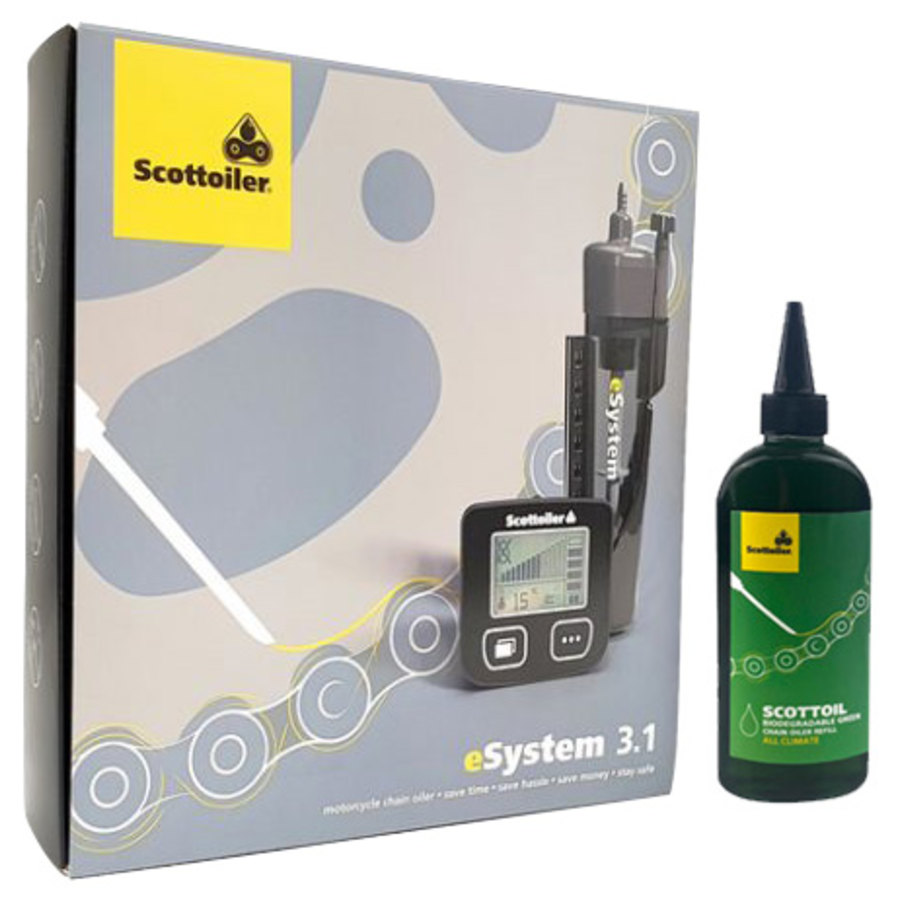 Scottoiler
eSystem
Scottoiler
15 °C
eSystem 3.1
motorcycle chain oiler • save time • save hassle • save money • stay safe
Scottoiler
SCOTTOIL
BIODEGRADABLE GREEN
CHAIN OILER REFILL
ALL CLIMATE